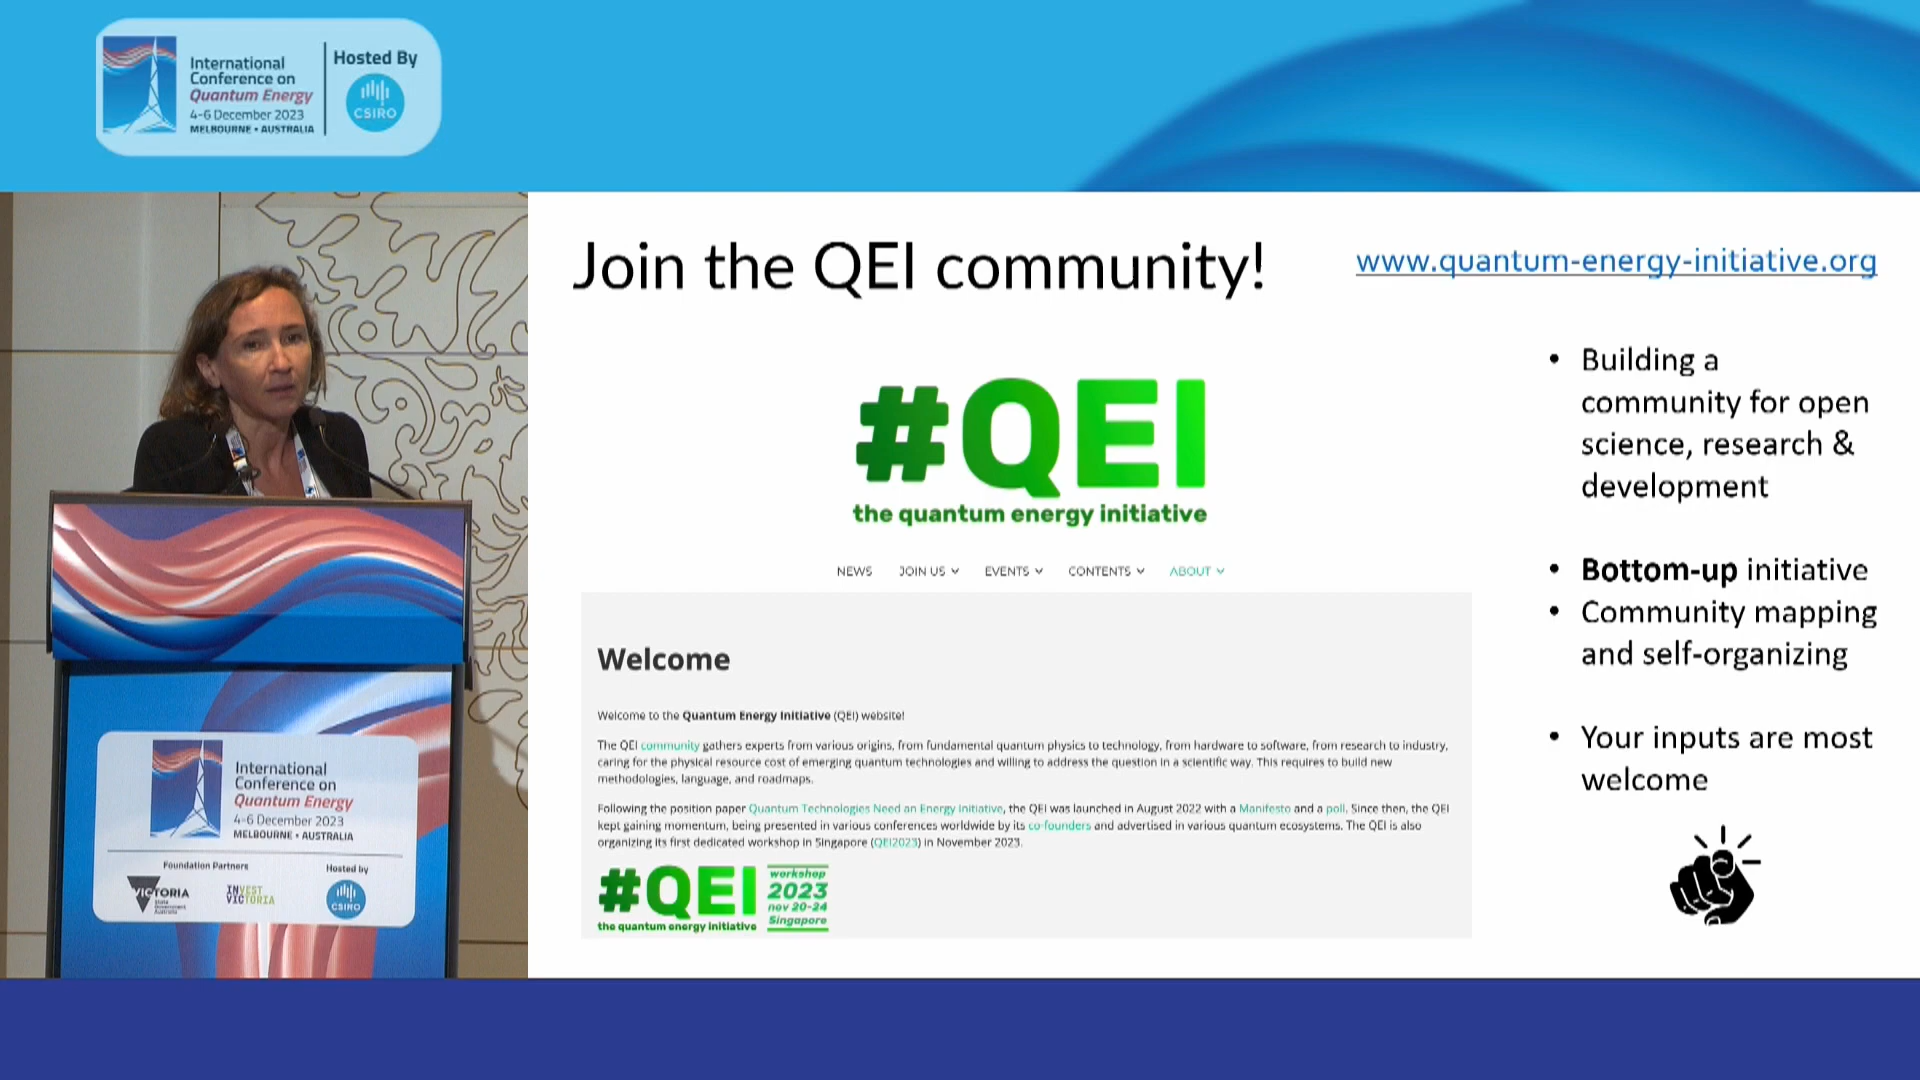 International
Conference on
Quantum Energy
4-6 December 2023
MELBOURNE • AUSTRALIA
Hosted By
CSIRO
Join the QEI community!
www.quantum-energy-initiative.org
#QEI
the quantum energy initiative
NEWS JOIN US EVENTS CONTENTS ABOUT
Welcome
Welcome to the Quantum Energy Initiative (QEI) website!
The QEI community gathers experts from various origins, from fundamental quantum physics to technology, from hardware to software, from research to industry,
caring for the physical resource cost of emerging quantum technologies and willing to address the question in a scientific way. This requires to build new
methodologies, language, and roadmaps.
Following the position paper Quantum Technologies Need an Energy Initiative, the QEI was launched in August 2022 with a Manifesto and a poll. Since then, the QEI
kept gaining momentum, being presented in various conferences worldwide by its co-founders and advertised in various quantum ecosystems. The QEI is also
organizing its first dedicated workshop in Singapore (QEI2023) in November 2023.
#QEI
the quantum energy initiative
workshop
2023
nov 20-24
Singapore
• Building a
community for open
science, research &
development
• Bottom-up initiative
• Community mapping
and self-organizing
• Your inputs are most
welcome
International
Conference on
Quantum Energy
4-6 December 2023
MELBOURNE • AUSTRALIA
Foundation Partners
Hosted by
VICTORIA
State
Government
Australia
INVEST
VICTORIA
CSIRO